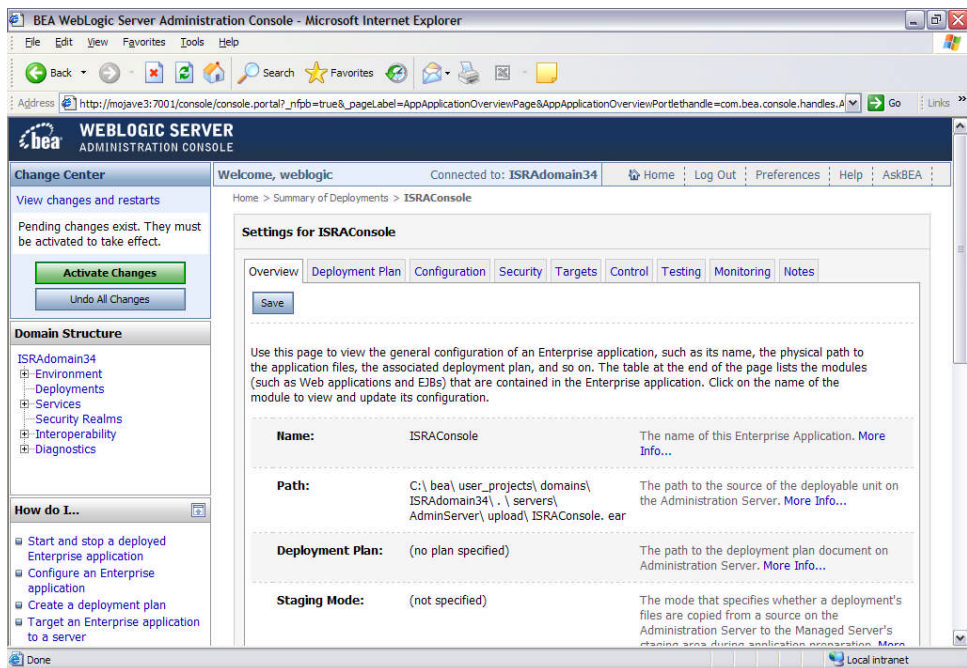 BEA WebLogic Server Administration Console - Microsoft Internet Explorer
File Edit View Favorites Tools Help
Back Search Favorites
Address http://mojave3:7001/console/console.portal?_nfpb=true&_pageLabel=AppApplicationOverviewPage&AppApplicationOverviewPortlethandle=com.bea.console.handles.A Go Links »
bea WEBLOGIC SERVER
ADMINISTRATION CONSOLE
Change Center
View changes and restarts
Pending changes exist. They must
be activated to take effect.
Activate Changes
Undo All Changes
Domain Structure
ISRAdomain34
Environment
Deployments
Services
Security Realms
Interoperability
Diagnostics
How do I...
Start and stop a deployed
Enterprise application
Configure an Enterprise
application
Create a deployment plan
Target an Enterprise application
to a server
Welcome, weblogic Connected to: ISRAdomain34 Home Log Out Preferences Help AskBEA
Home > Summary of Deployments > ISRAConsole
Settings for ISRAConsole
Overview Deployment Plan Configuration Security Targets Control Testing Monitoring Notes
Save
Use this page to view the general configuration of an Enterprise application, such as its name, the physical path to
the application files, the associated deployment plan, and so on. The table at the end of the page lists the modules
(such as Web applications and EJBs) that are contained in the Enterprise application. Click on the name of the
module to view and update its configuration.
Name: ISRAConsole The name of this Enterprise Application. More
Info...
Path: C:\ bea\ user_projects\ domains\ The path to the source of the deployable unit on
ISRAdomain34\ . \ servers\ the Administration Server. More Info...
AdminServer\ upload\ ISRAConsole. ear
Deployment Plan: (no plan specified) The path to the deployment plan document on
Administration Server. More Info...
Staging Mode: (not specified) The mode that specifies whether a deployment's
files are copied from a source on the
Administration Server to the Managed Server's
staging area during application preparation. More
Done Local intranet